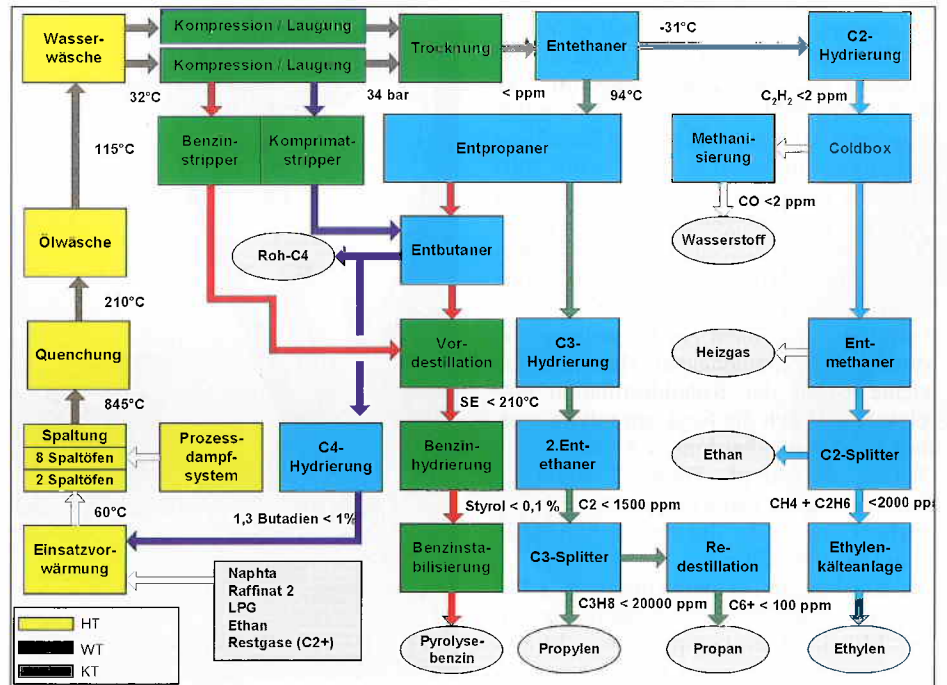 Wasser-
wäsche
Kompression / Laugung
Kompression / Laugung
Trocknung
Entethaner
-31°C
C2-
Hydrierung
32°C
34 bar
< ppm
94°C
C₂H₂ <2 ppm
Benzin-
stripper
Komprimat-
stripper
Entpropaner
Methani-
sierung
Coldbox
115°C
CO <2 ppm
Wasserstoff
Ölwäsche
Roh-C4
Entbutaner
210°C
Quenchung
Vor-
destillation
C3-
Hydrierung
Heizgas
Ent-
methaner
845°C
SE < 210°C
Spaltung
8 Spaltöfen
2 Spaltöfen
Prozess-
dampf-
system
C4-
Hydrierung
Benzin-
hydrierung
2.Ent-
ethaner
Ethan
C2-Splitter
60°C
1,3 Butadien < 1%
Styrol < 0,1 %
C2 < 1500 ppm
CH4 + C2H6
<2000 pp
Einsatzvor-
wärmung
Benzinsta-
bilisierung
C3-Splitter
Re-
destillation
Ethylen-
kälteanlage
Naphta
Raffinat 2
LPG
Ethan
Restgase (C2+)
C3H8 < 20000 ppm
C6+ < 100 ppm
HT
WT
KT
Pyrolyse-
benzin
Propylen
Propan
Ethylen